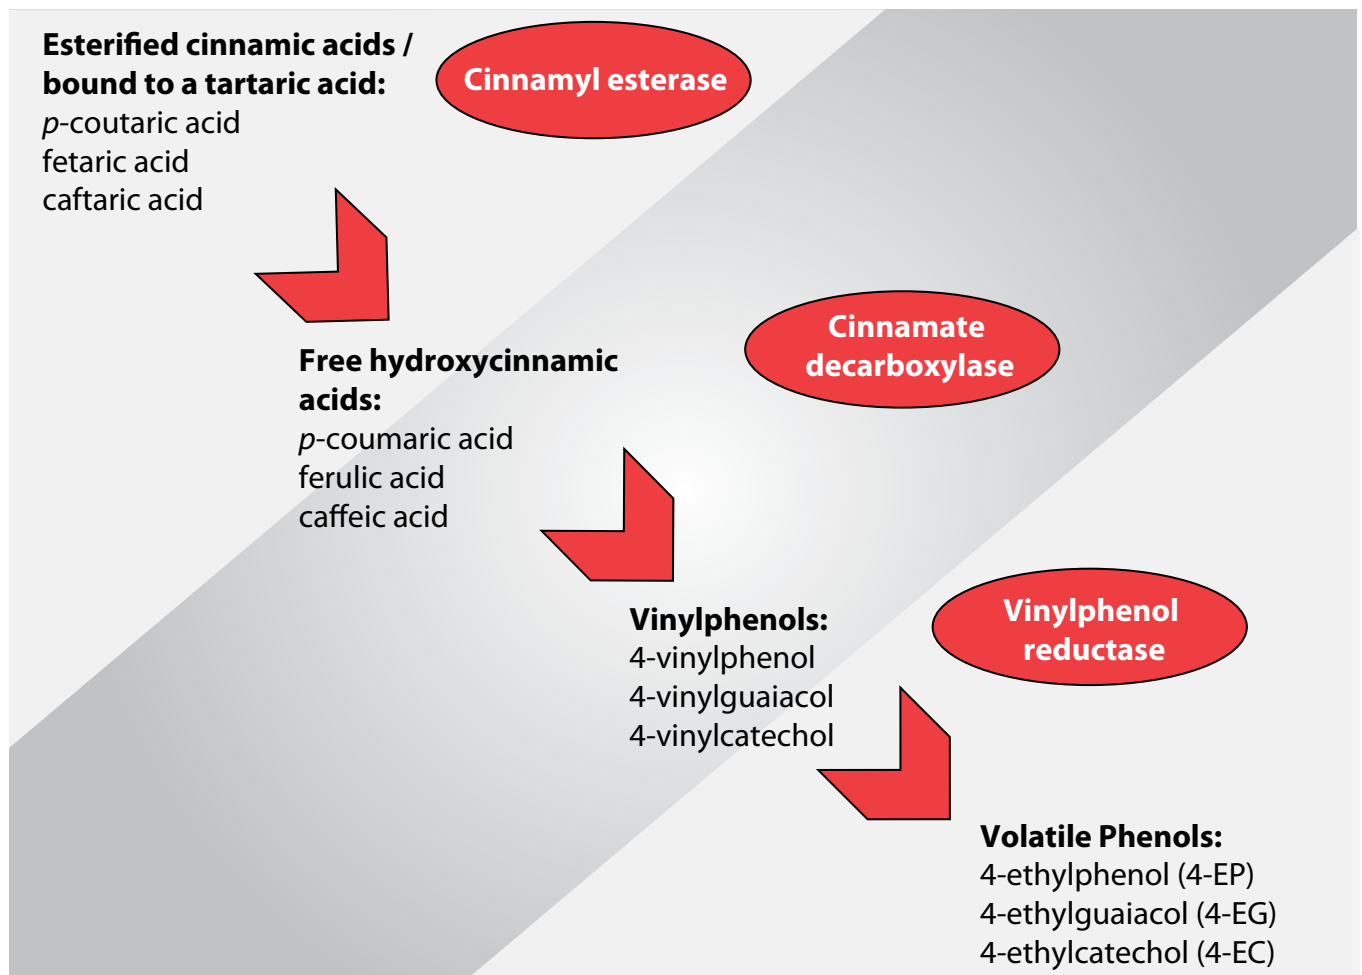 Esterified cinnamic acids /
bound to a tartaric acid:
p-coutaric acid
fetaric acid
caftaric acid
Cinnamyl esterase
Free hydroxycinnamic
acids:
p-coumaric acid
ferulic acid
caffeic acid
Cinnamate
decarboxylase
Vinylphenols:
4-vinylphenol
4-vinylguaiacol
4-vinylcatechol
Vinylphenol
reductase
Volatile Phenols:
4-ethylphenol (4-EP)
4-ethylguaiacol (4-EG)
4-ethylcatechol (4-EC)